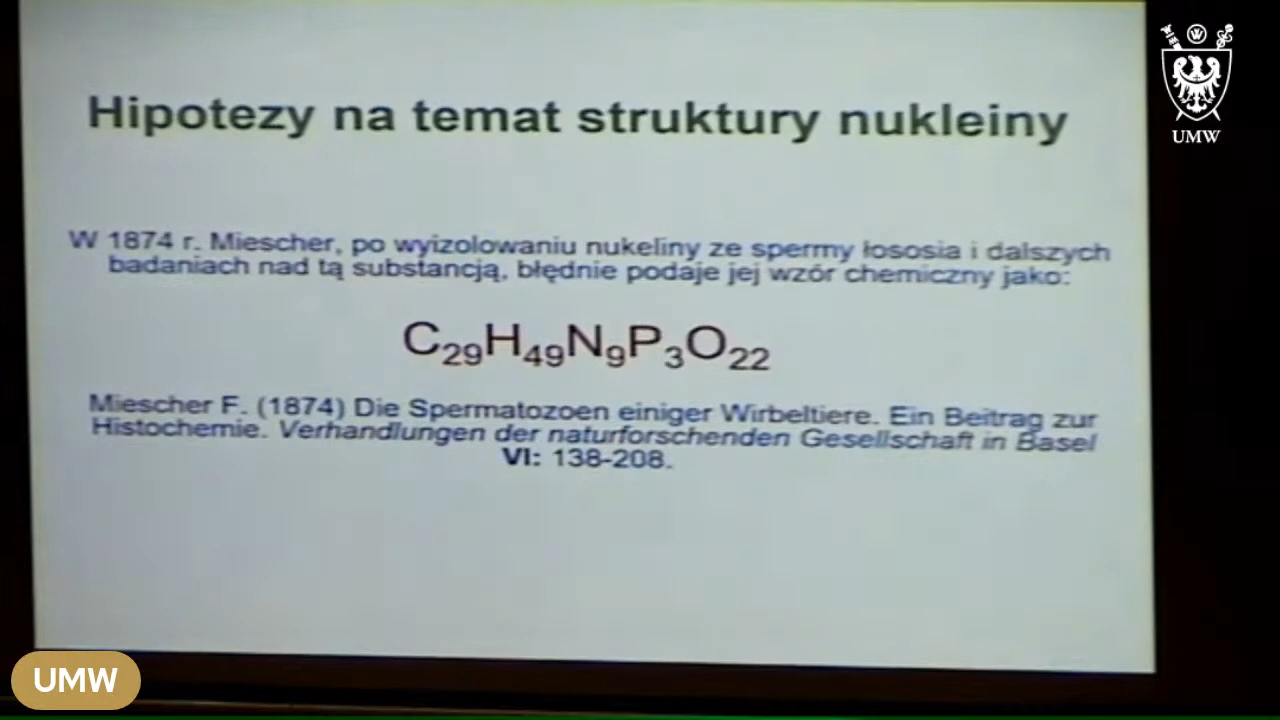 Hipotezy na temat struktury nukleiny
W 1874 r. Miescher, po wyizolowaniu nukeliny ze spermy łososia i dalszych
badaniach nad tą substancją, błędnie podaje jej wzór chemiczny jako:
C₂₉H₄₉N₉P₃O₂₂
Miescher F. (1874) Die Spermatozoen einiger Wirbeltiere. Ein Beitrag zur
Histochemie. Verhandlungen der naturforschenden Gesellschaft in Basel
VI: 138-208.
W
UMW
UMW